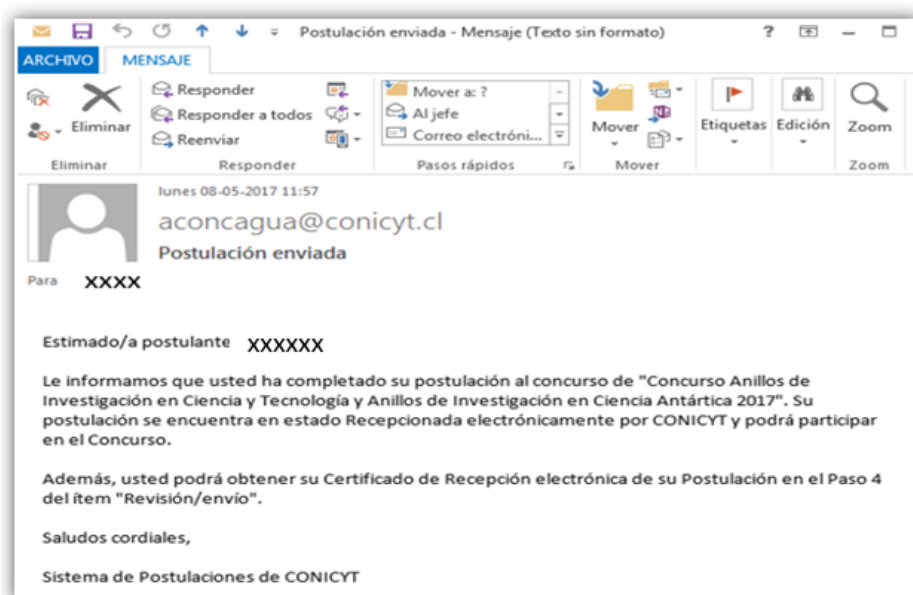 Postulación enviada - Mensaje (Texto sin formato) ?
ARCHIVO MENSAJE
Eliminar
Responder
Responder a todos
Reenviar
Mover a: ?
Al jefe
Correo electróni...
Mover
Etiquetas
Edición
Zoom
Eliminar Responder Pasos rápidos Mover Zoom
lunes 08-05-2017 11:57
aconcagua@conicyt.cl
Postulación enviada
Para XXXX
Estimado/a postulante XXXXXX
Le informamos que usted ha completado su postulación al concurso de "Concurso Anillos de
Investigación en Ciencia y Tecnología y Anillos de Investigación en Ciencia Antártica 2017". Su
postulación se encuentra en estado Recepcionada electrónicamente por CONICYT y podrá participar
en el Concurso.
Además, usted podrá obtener su Certificado de Recepción electrónica de su Postulación en el Paso 4
del ítem "Revisión/envío".
Saludos cordiales,
Sistema de Postulaciones de CONICYT